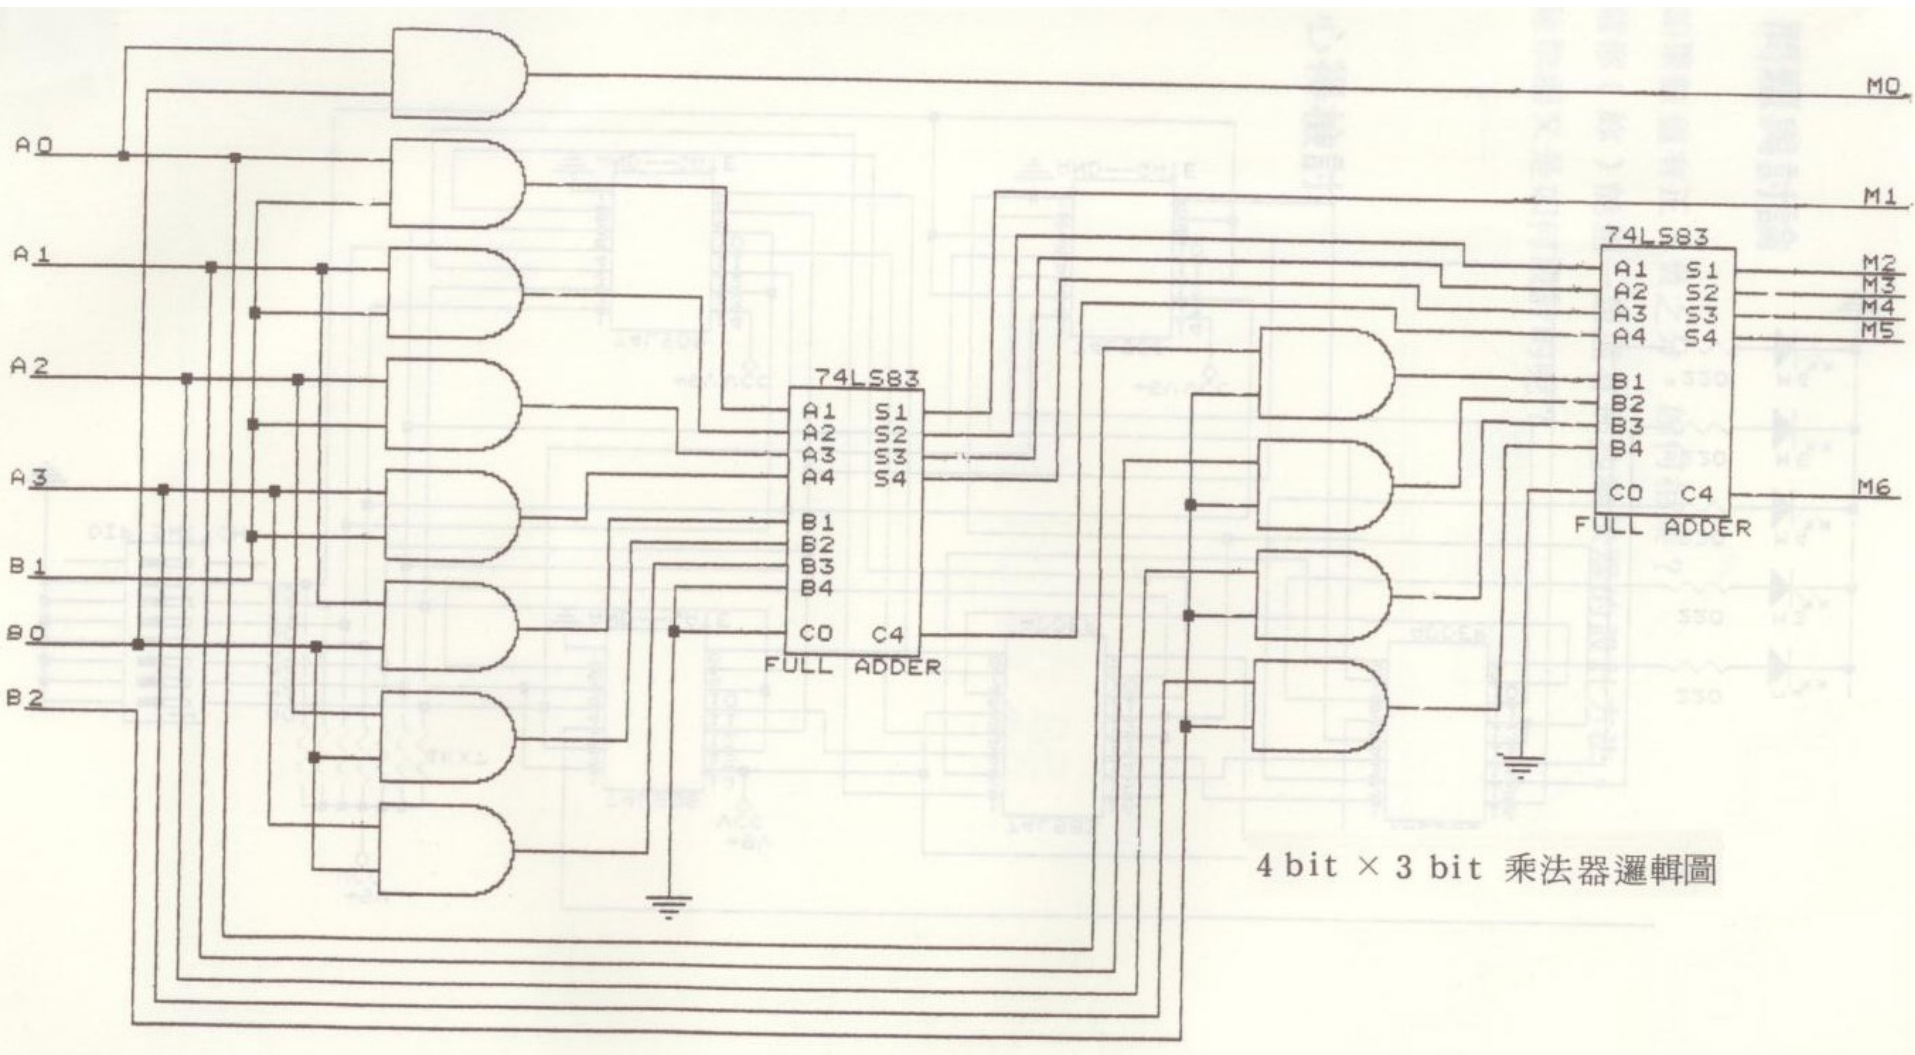 M0
A0
M1
A1
74LS83
A1 S1
A2 S2
A3 S3
A4 S4
B1
B2
B3
B4
C0 C4
FULL ADDER
M2
M3
M4
M5
M6
A2
74LS83
A1 S1
A2 S2
A3 S3
A4 S4
B1
B2
B3
B4
C0 C4
FULL ADDER
A3
B1
B0
B2
4 bit × 3 bit 乘法器邏輯圖